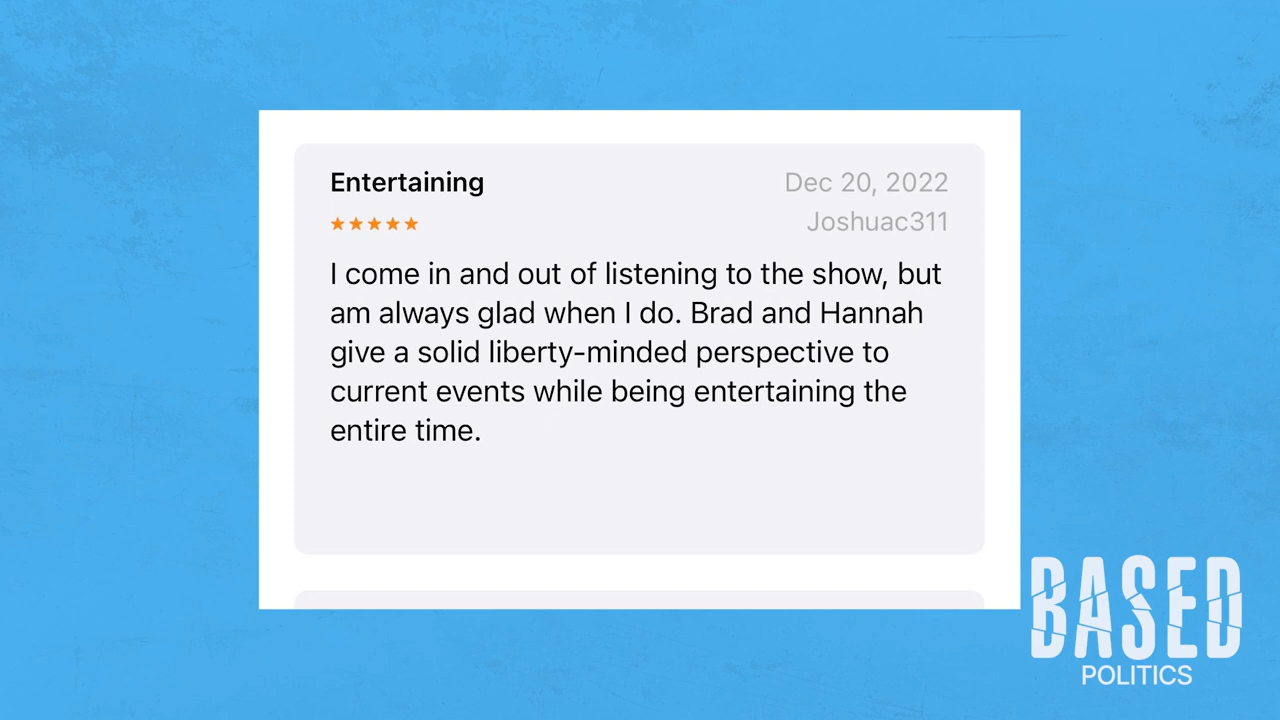 Entertaining
Dec 20, 2022
★★★★★
Joshuac311
I come in and out of listening to the show, but
am always glad when I do. Brad and Hannah
give a solid liberty-minded perspective to
current events while being entertaining the
entire time.
BASED
POLITICS